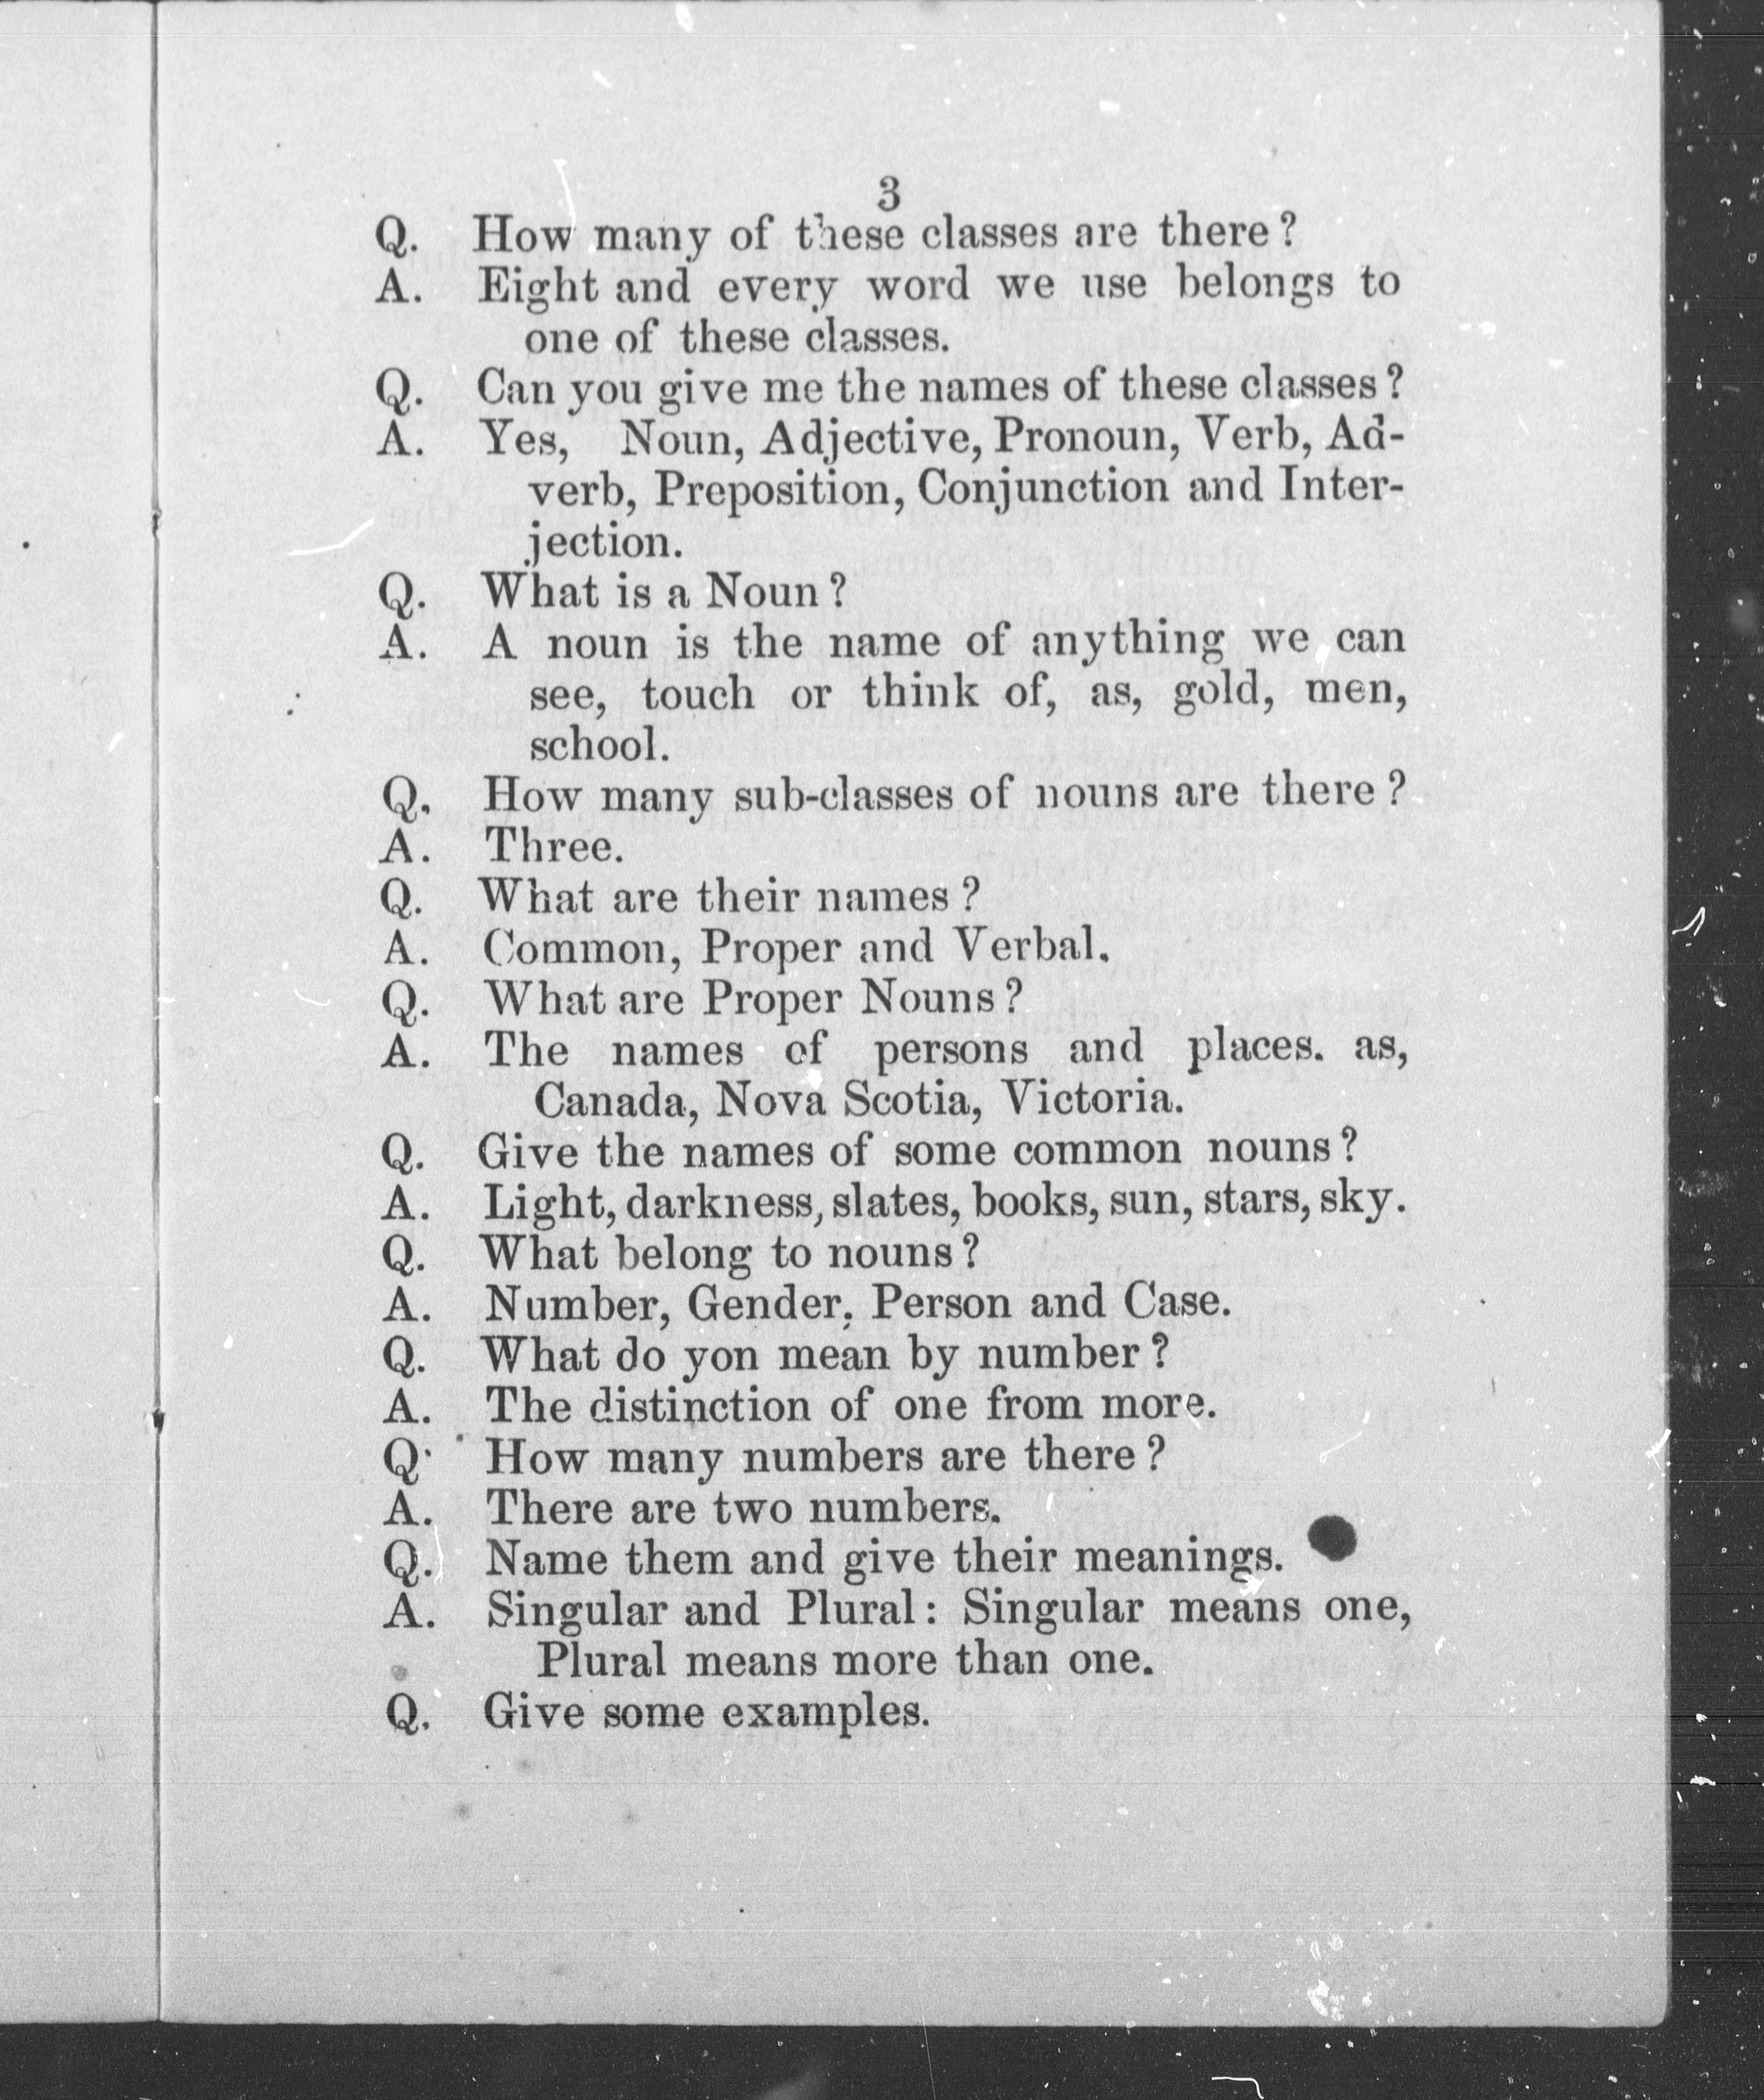 3
Q. How many of these classes are there?
A. Eight and every word we use belongs to
one of these classes.
Q. Can you give me the names of these classes?
A. Yes, Noun, Adjective, Pronoun, Verb, Ad-
verb, Preposition, Conjunction and Inter-
jection.
Q. What is a Noun?
A. A noun is the name of anything we can
see, touch or think of, as, gold, men,
school.
Q. How many sub-classes of nouns are there?
A. Three.
Q. What are their names?
A. Common, Proper and Verbal.
Q. What are Proper Nouns?
A. The names of persons and places. as,
Canada, Nova Scotia, Victoria.
Q. Give the names of some common nouns?
A. Light, darkness, slates, books, sun, stars, sky.
Q. What belong to nouns?
A. Number, Gender, Person and Case.
Q. What do yon mean by number?
A. The distinction of one from more.
Q. How many numbers are there?
A. There are two numbers.
Q. Name them and give their meanings.
A. Singular and Plural: Singular means one,
Plural means more than one.
Q. Give some examples.